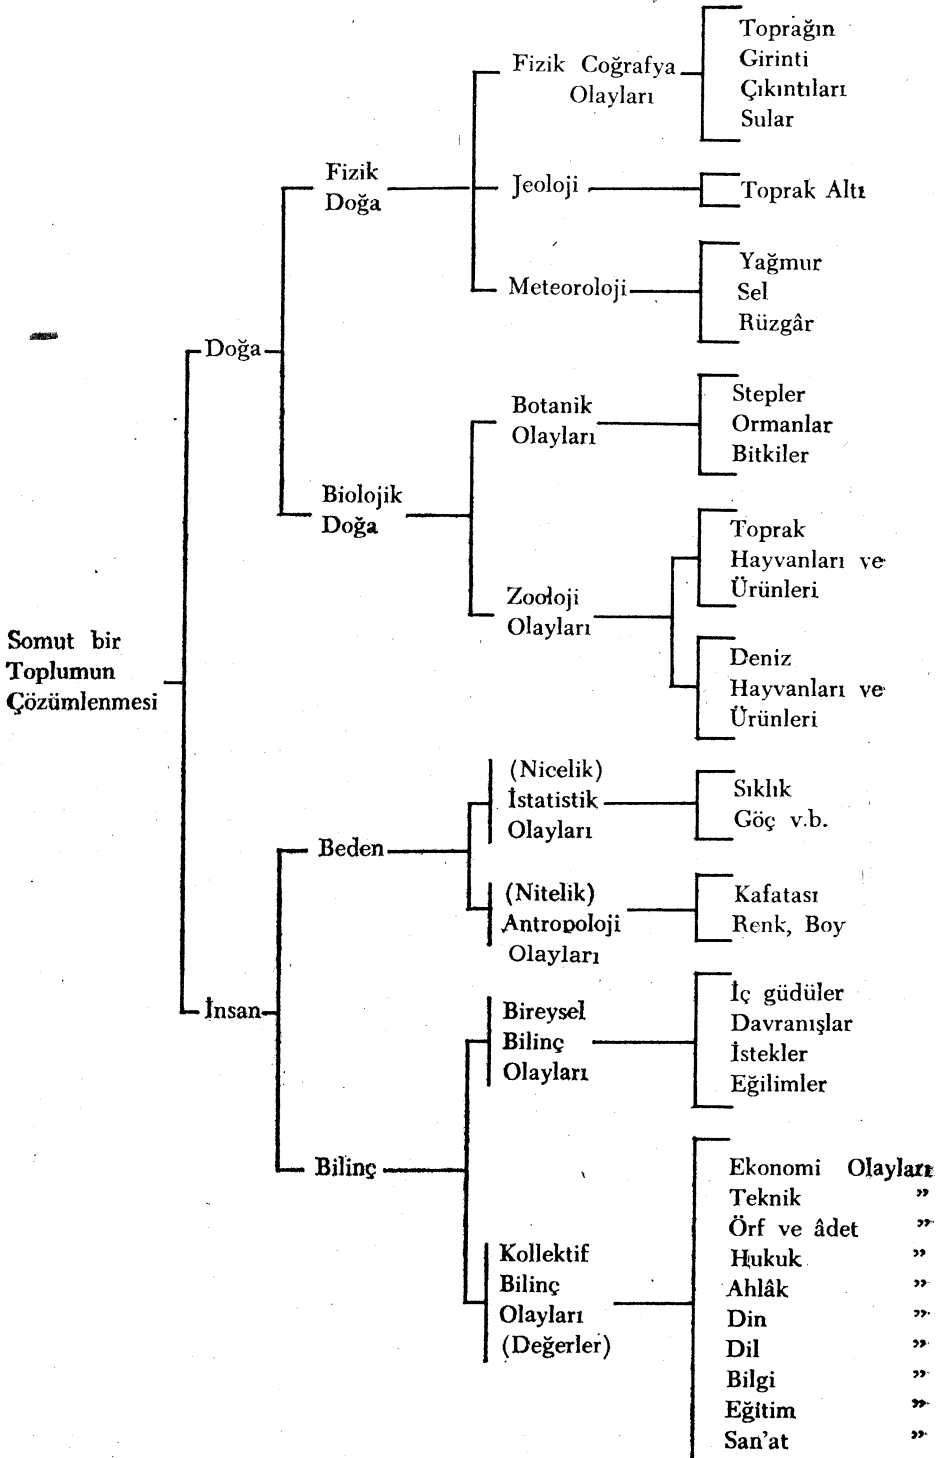 Somut bir
Toplumun
Çözümlenmesi
Doğa
Fizik
Doğa
Fizik Coğrafya
Olayları
Toprağın
Girinti
Çıkıntıları
Sular
Jeoloji
Toprak Altı
Meteoroloji
Yağmur
Sel
Rüzgâr
Biolojik
Doğa
Botanik
Olayları
Stepler
Ormanlar
Bitkiler
Zooloji
Olayları
Toprak
Hayvanları ve
Ürünleri
Deniz
Hayvanları ve
Ürünleri
İnsan
Beden
(Nicelik)
İstatistik
Olayları
Sıklık
Göç v.b.
(Nitelik)
Antropoloji
Olayları
Kafatası
Renk, Boy
Bilinç
Bireysel
Bilinç
Olayları
İç güdüler
Davranışlar
İstekler
Eğilimler
Kollektif
Bilinç
Olayları
(Değerler)
Ekonomi Olayları
Teknik ”
Örf ve âdet ”
Hukuk ”
Ahlâk ”
Din ”
Dil ”
Bilgi ”
Eğitim ”
San'at ”